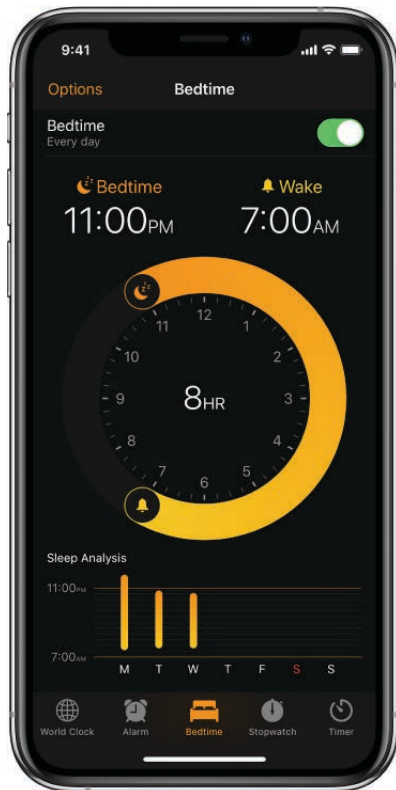 9:41
Options Bedtime
Bedtime
Every day
Bedtime Wake
11:00PM 7:00AM
12
11 1
10 2
9 8HR 3
8 4
7 5
6
Sleep Analysis
11:00PM
7:00AM
M T W T F S S
World Clock Alarm Bedtime Stopwatch Timer